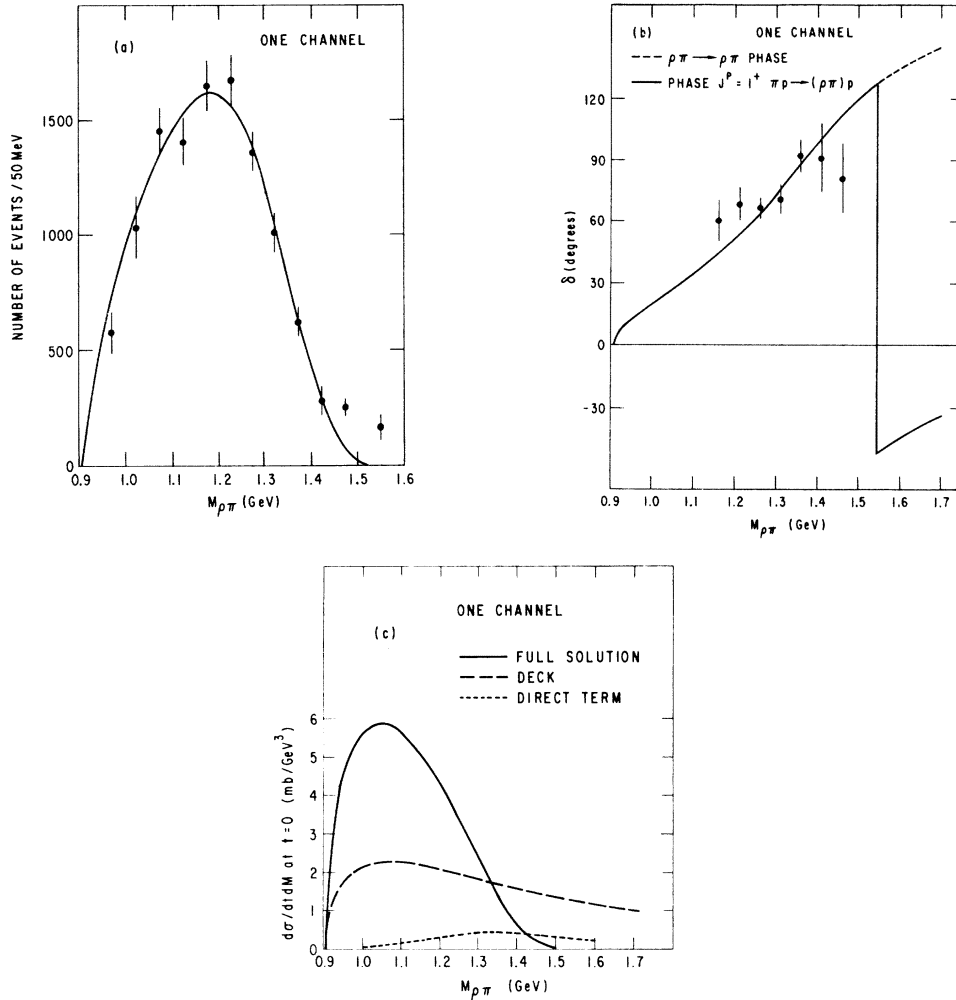 (a)
ONE CHANNEL
NUMBER OF EVENTS / 50 MeV
1500
1000
500
0
0.9 1.0 1.1 1.2 1.3 1.4 1.5 1.6
Mρπ (GeV)
(b)
ONE CHANNEL
ρπ → ρπ PHASE
PHASE J^P = 1^+ πp → (ρπ)p
δ (degrees)
120
90
60
30
0
-30
0.9 1.0 1.1 1.2 1.3 1.4 1.5 1.6 1.7
Mρπ (GeV)
ONE CHANNEL
(c)
FULL SOLUTION
DECK
DIRECT TERM
dσ/dtdM at t=0 (mb/GeV³)
6
5
4
3
2
1
0
0.9 1.0 1.1 1.2 1.3 1.4 1.5 1.6 1.7
Mρπ (GeV)